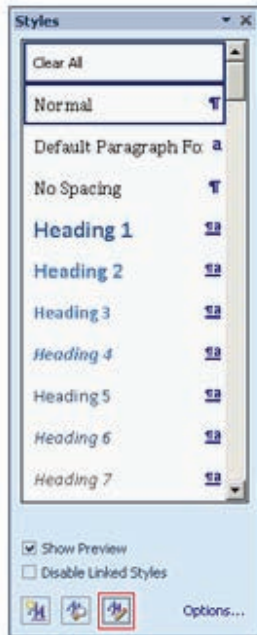 Styles
Clear All
Normal ¶
Default Paragraph Fo a
No Spacing ¶
Heading 1 ¶a
Heading 2 ¶a
Heading 3 ¶a
Heading 4 ¶a
Heading 5 ¶a
Heading 6 ¶a
Heading 7 ¶a
Show Preview
Disable Linked Styles
Options...